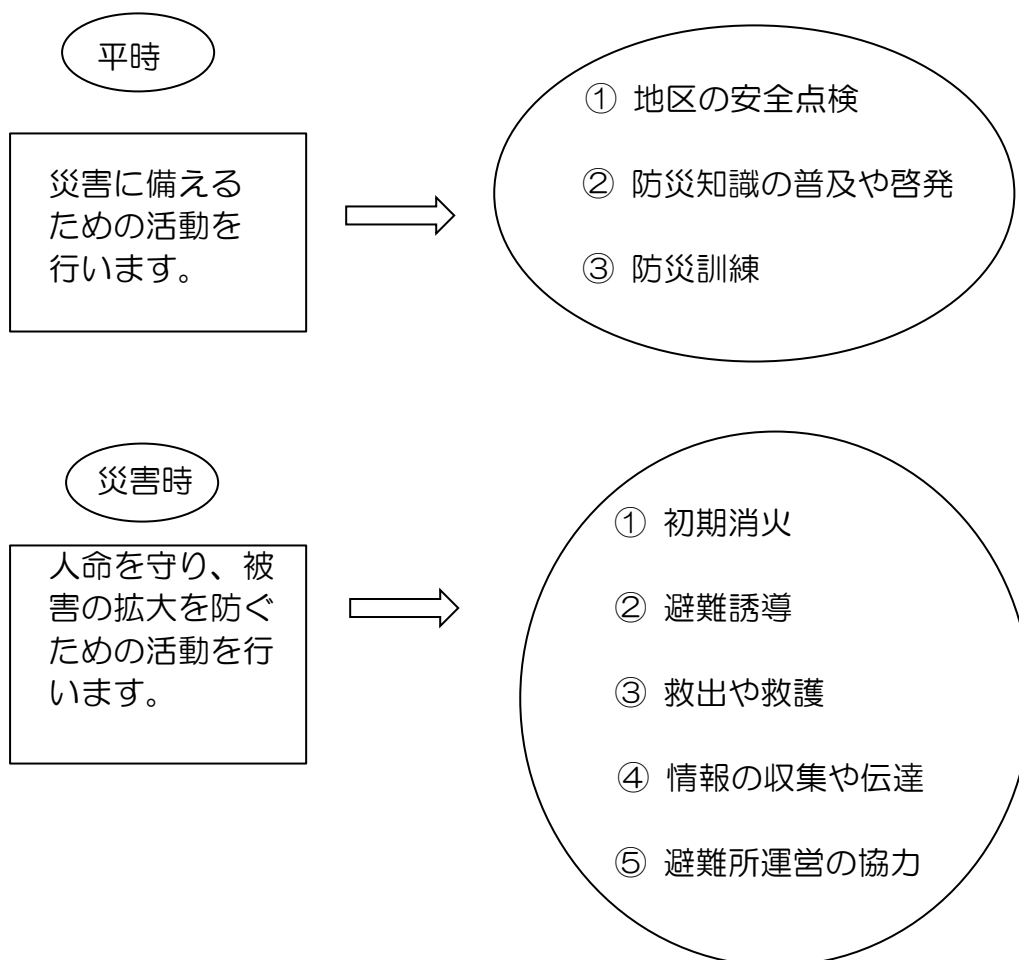 平時
災害に備える
ための活動を
行います。
① 地区の安全点検
② 防災知識の普及や啓発
③ 防災訓練
災害時
人命を守り、被
害の拡大を防ぐ
ための活動を行
います。
① 初期消火
② 避難誘導
③ 救出や救護
④ 情報の収集や伝達
⑤ 避難所運営の協力